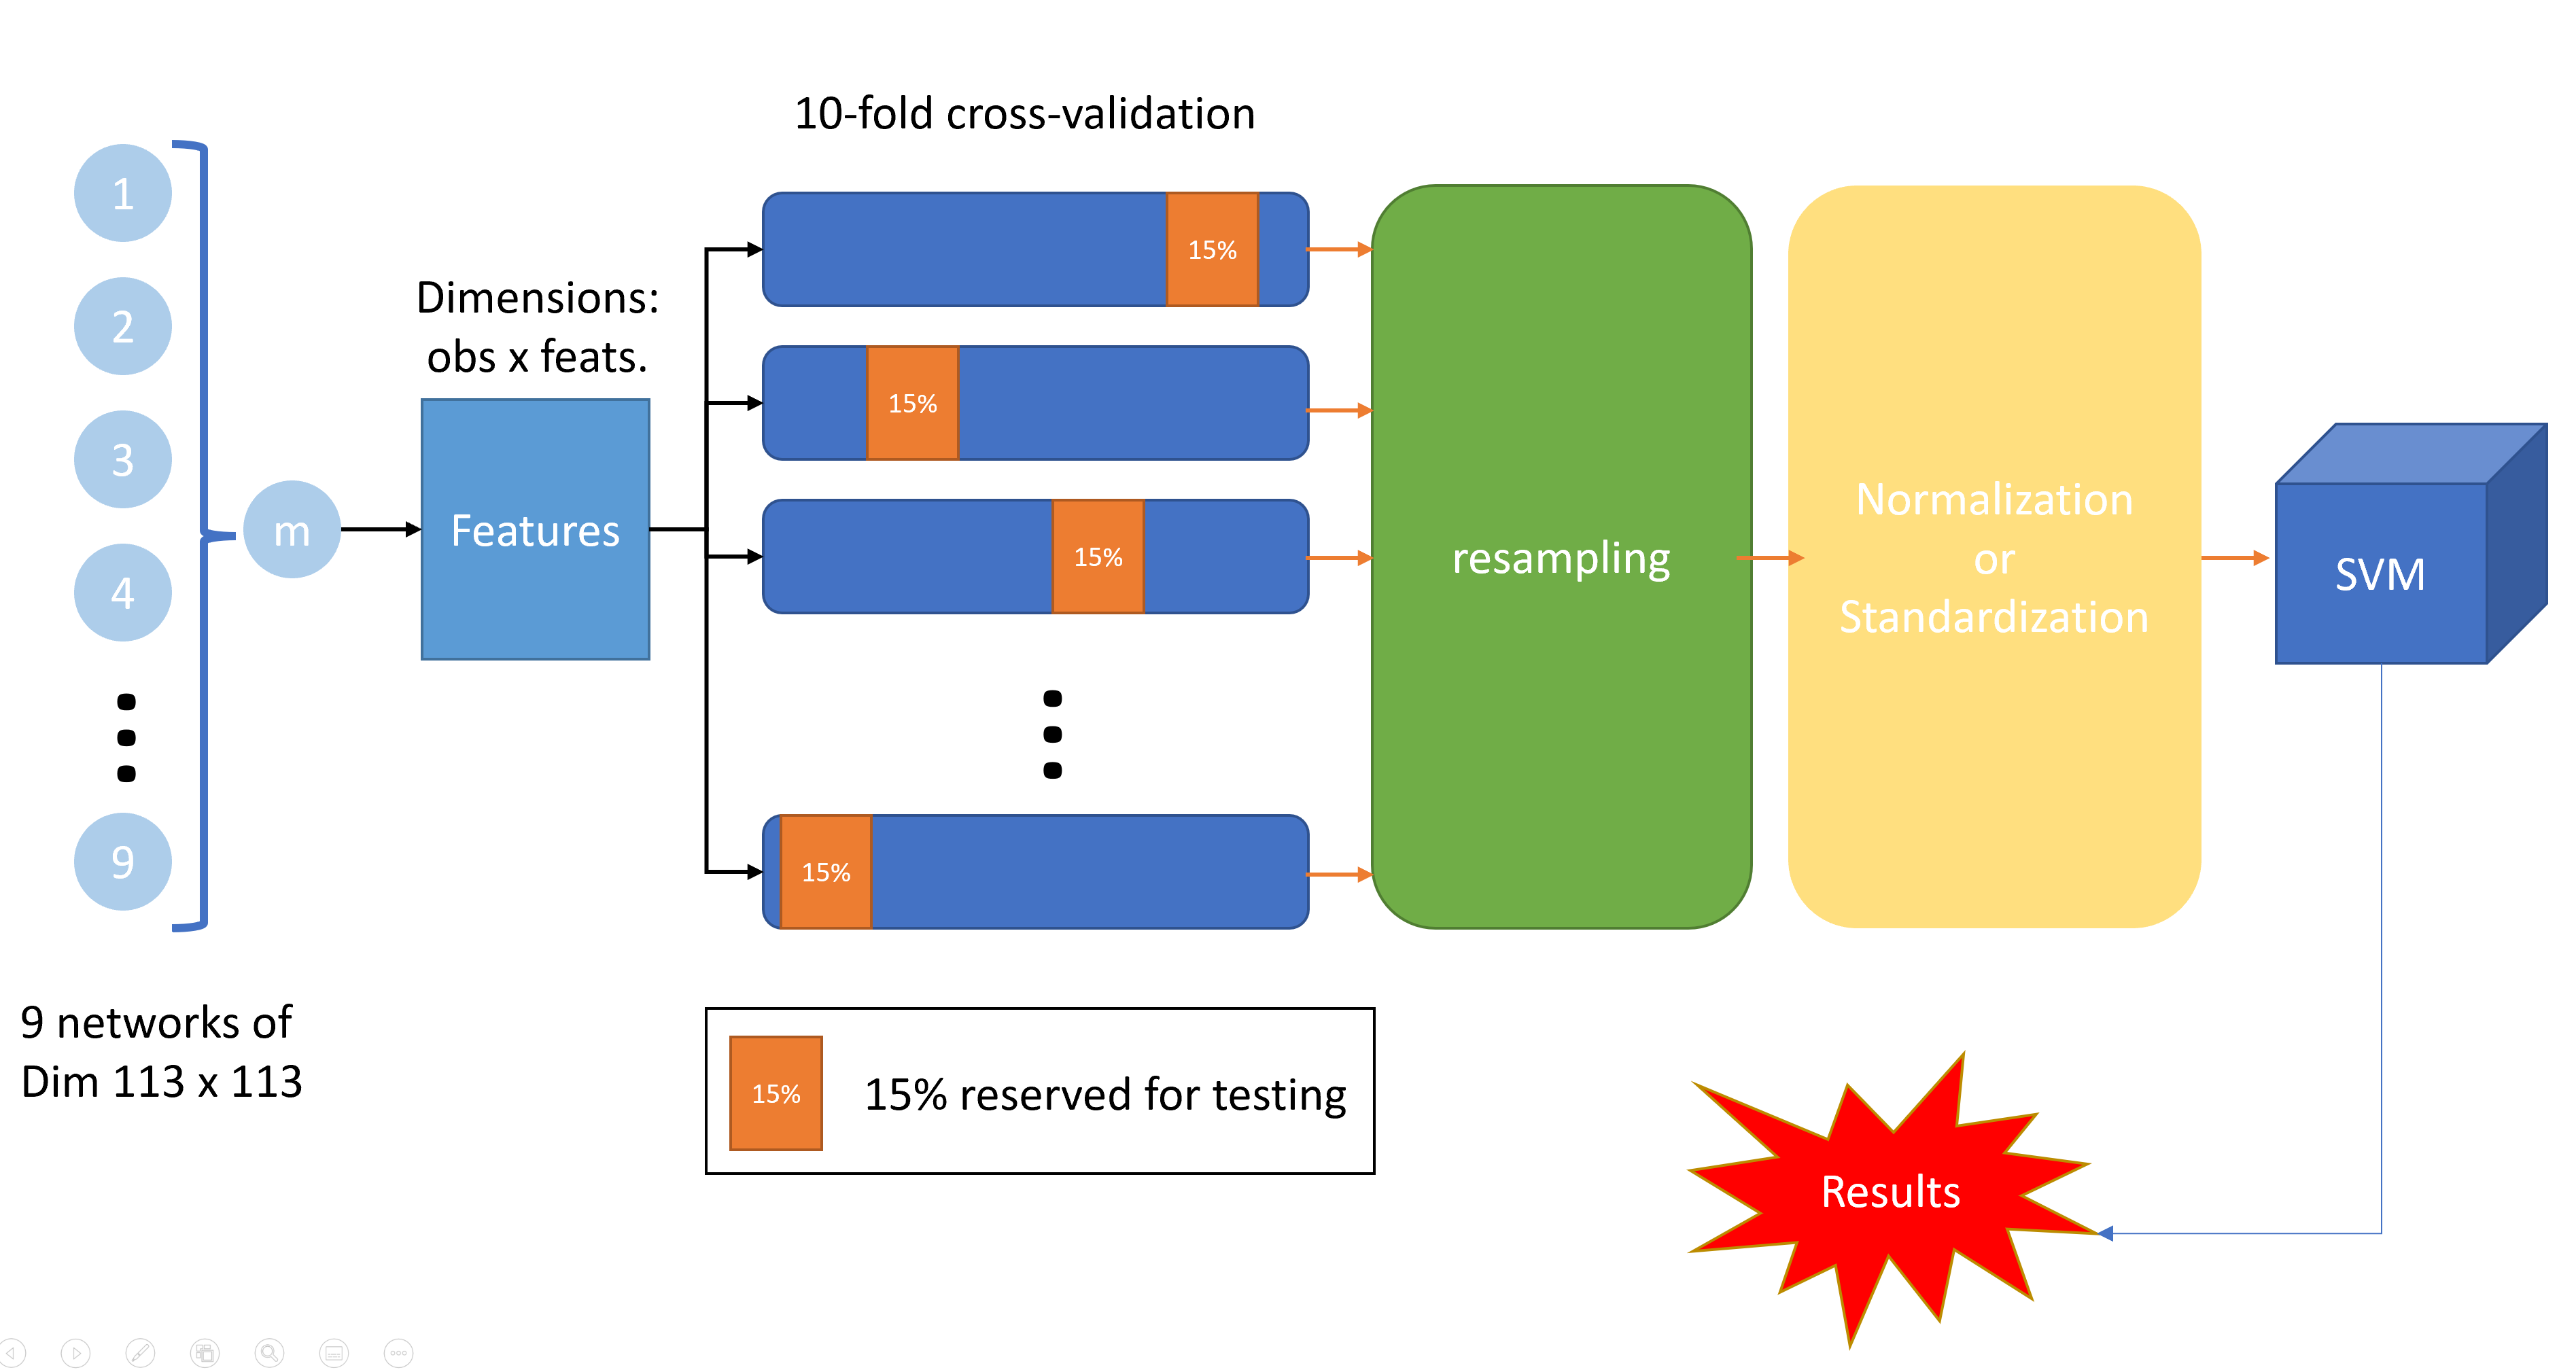 10-fold cross-validation
1
2
3
4
9
m
9 networks of
Dim 113 x 113
Dimensions:
obs x feats.
Features
15%
15%
15%
15%
15%
15% reserved for testing
resampling
Normalization
or
Standardization
SVM
Results